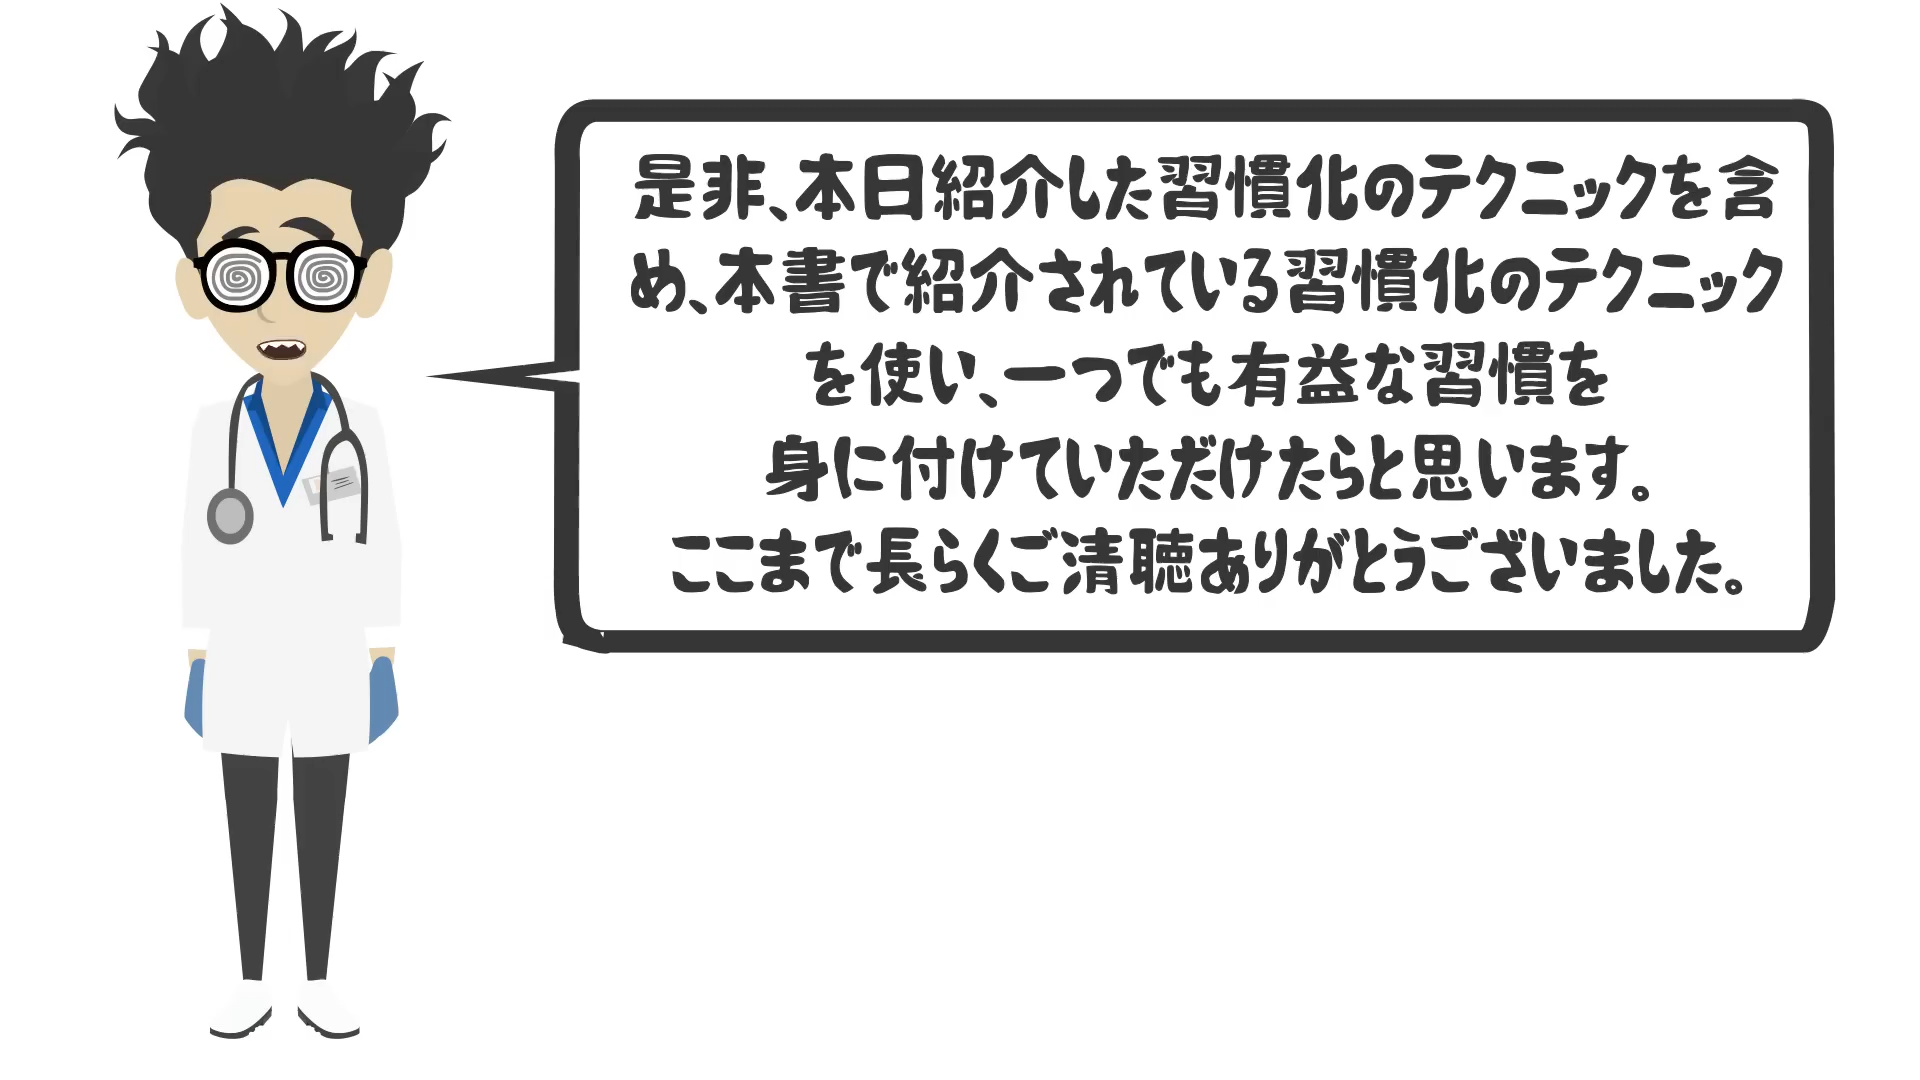 是非、本日紹介した習慣化のテクニックを含
め、本書で紹介されている習慣化のテクニック
を使い、一つでも有益な習慣を
身に付けていただけたらと思います。
ここまで長らくご清聴ありがとうございました。